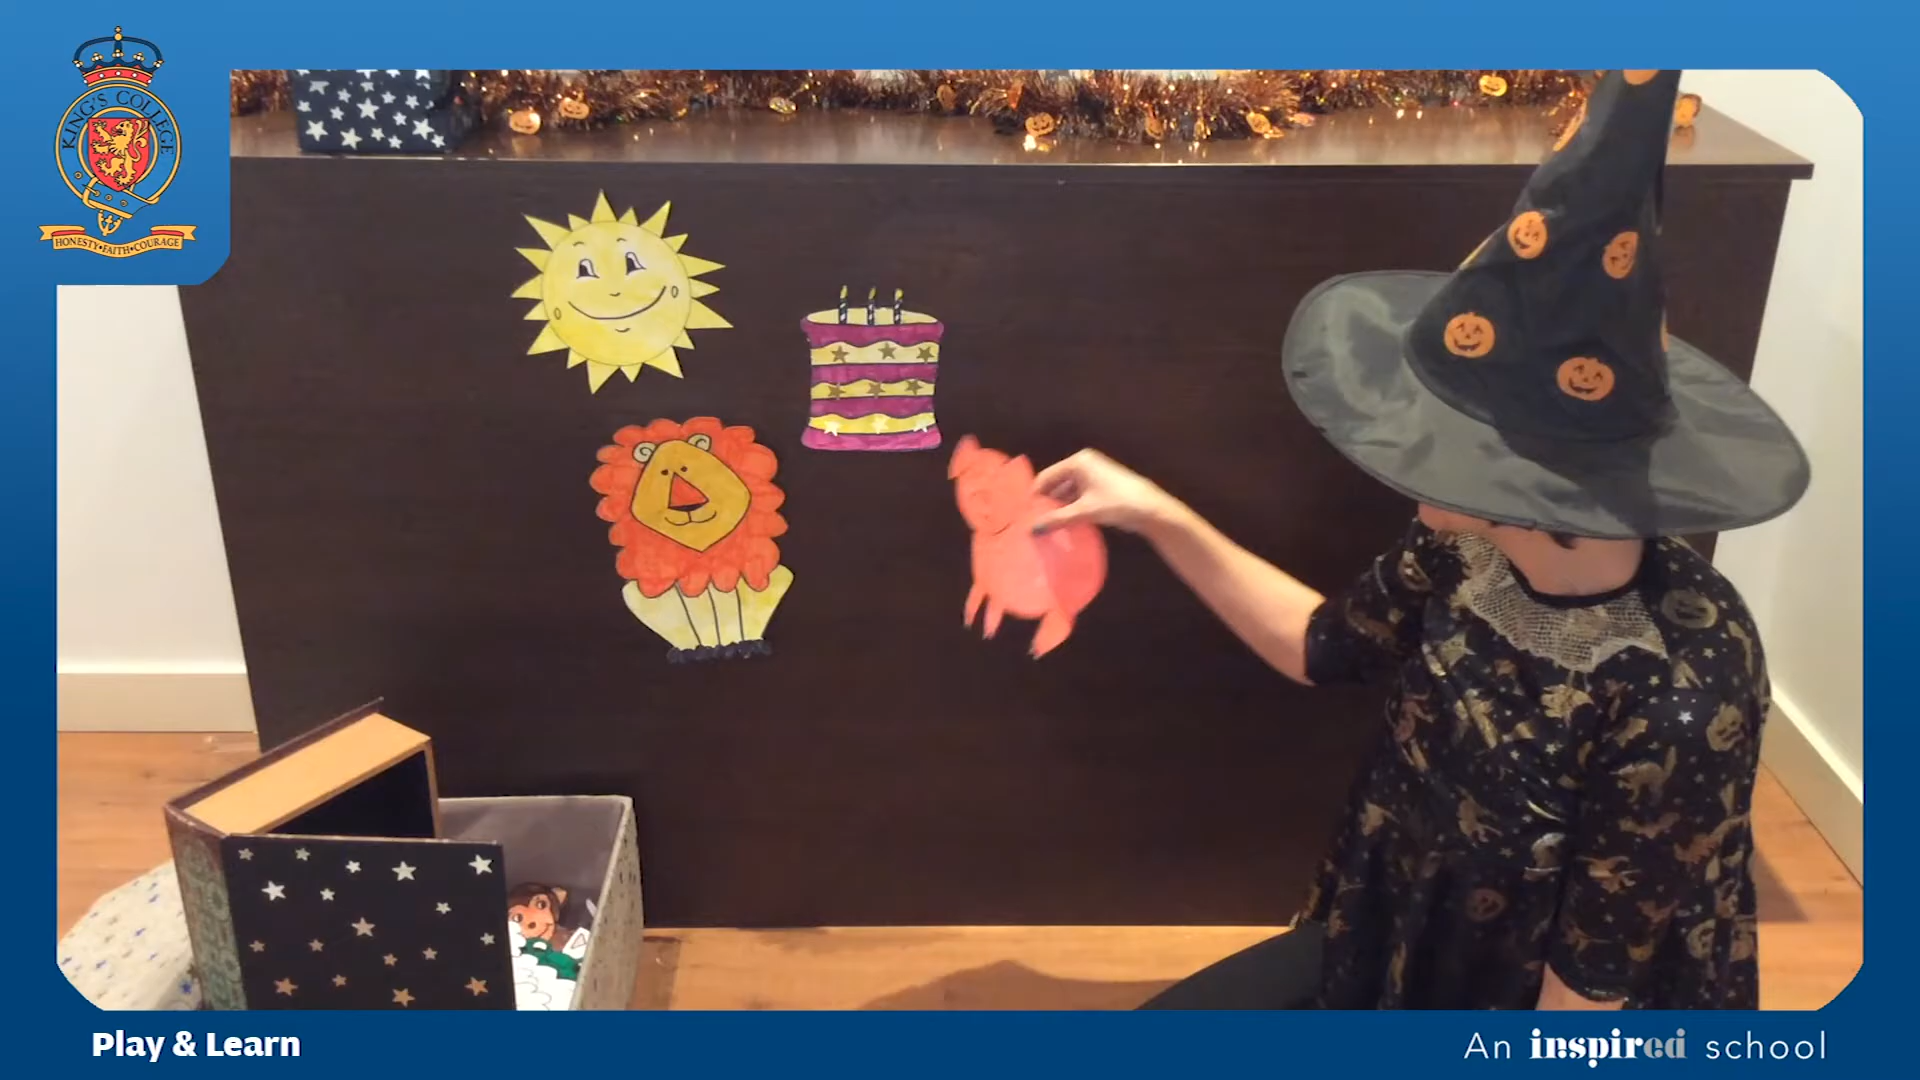 KING'S COLLEGE
HONESTY•FAITH•COURAGE
Play & Learn
An inspired school